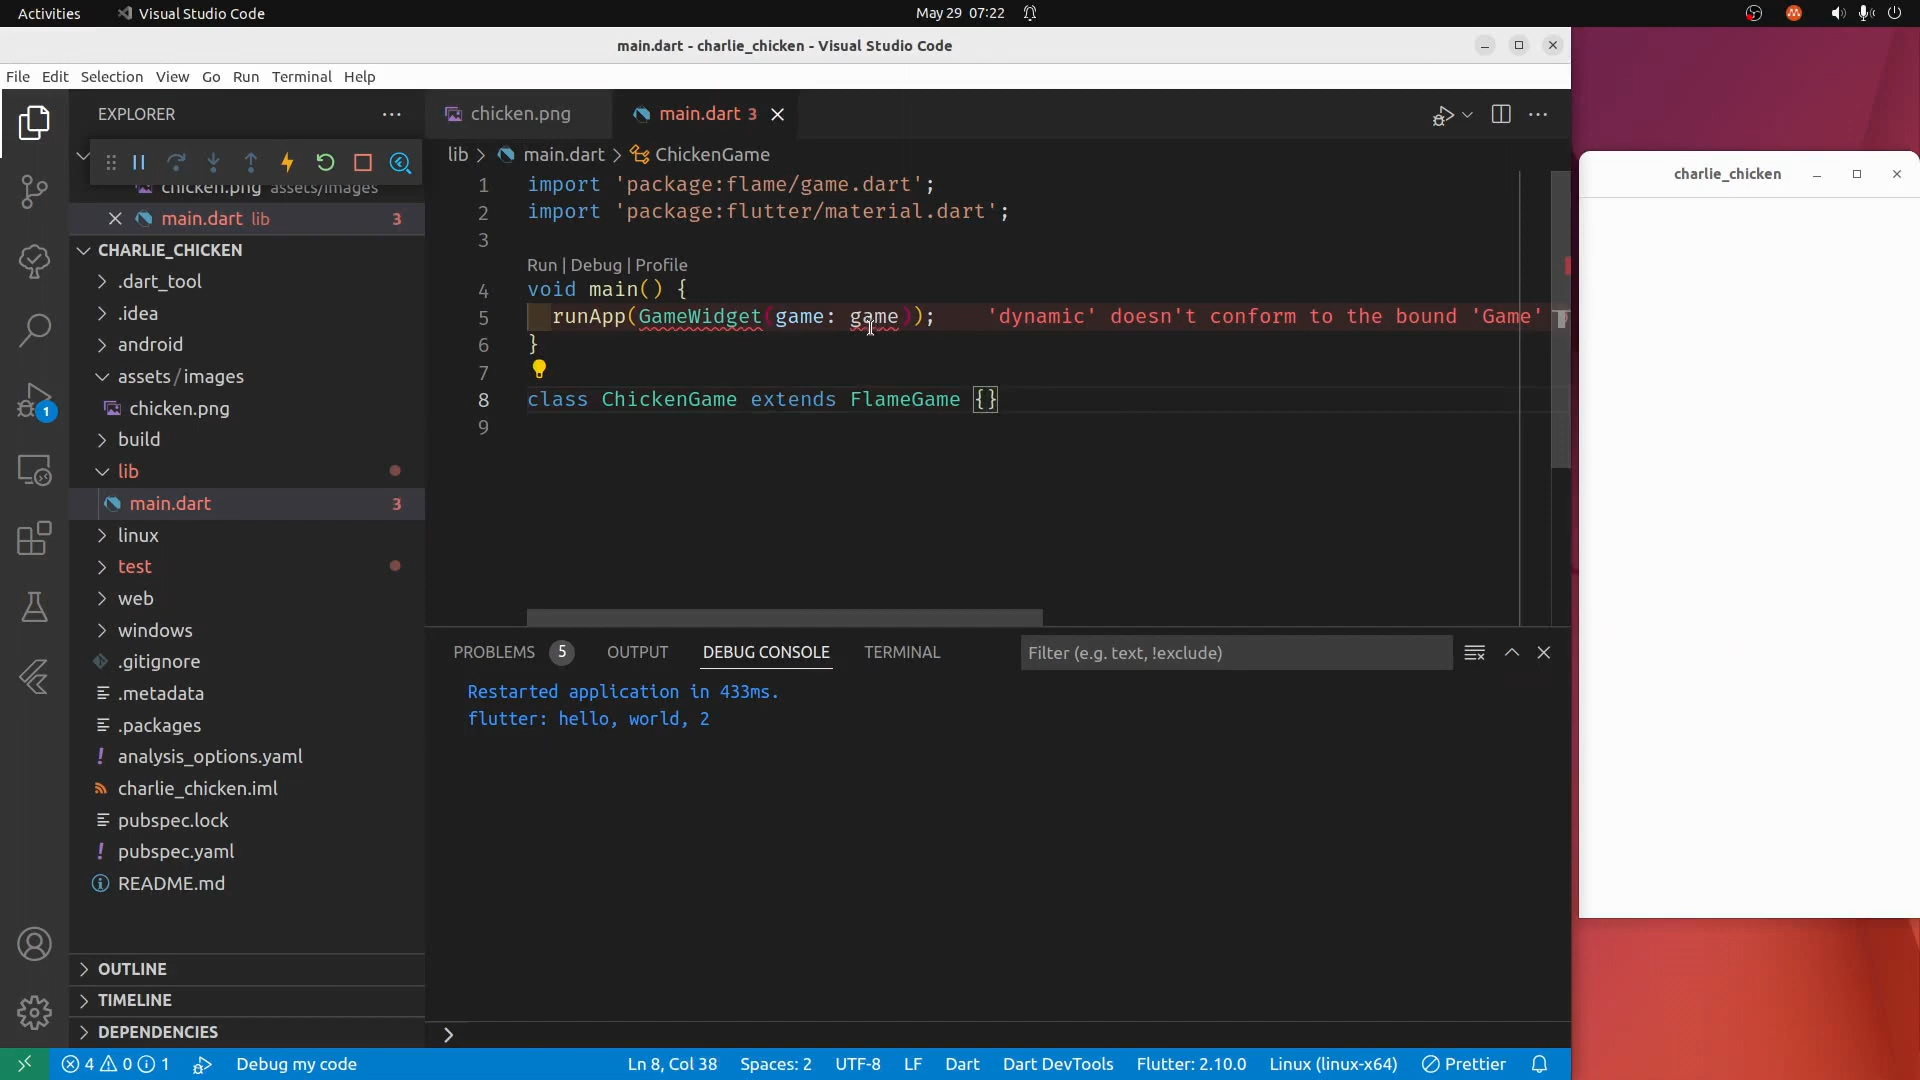 Activities
Visual Studio Code
May 29 07:22
main.dart - charlie_chicken - Visual Studio Code
File Edit Selection View Go Run Terminal Help
EXPLORER
chicken.png
main.dart 3
lib > main.dart > ChickenGame
chicken.png assets/images
main.dart lib 3
CHARLIE_CHICKEN
.dart_tool
.idea
android
assets/images
chicken.png
build
lib
main.dart 3
linux
test
web
windows
.gitignore
.metadata
.packages
analysis_options.yaml
charlie_chicken.iml
pubspec.lock
pubspec.yaml
README.md
OUTLINE
TIMELINE
DEPENDENCIES
1
1 import 'package:flame/game.dart';
2 import 'package:flutter/material.dart';
3
Run | Debug | Profile
4 void main() {
5 runApp(GameWidget(game: game)); 'dynamic' doesn't conform to the bound 'Game'
6 }
7
8 class ChickenGame extends FlameGame {}
9
PROBLEMS 5 OUTPUT DEBUG CONSOLE TERMINAL
Filter (e.g. text, !exclude)
Restarted application in 433ms.
flutter: hello, world, 2
4 0 1 Debug my code
Ln 8, Col 38 Spaces: 2 UTF-8 LF Dart Dart DevTools Flutter: 2.10.0 Linux (linux-x64) Prettier
charlie_chicken